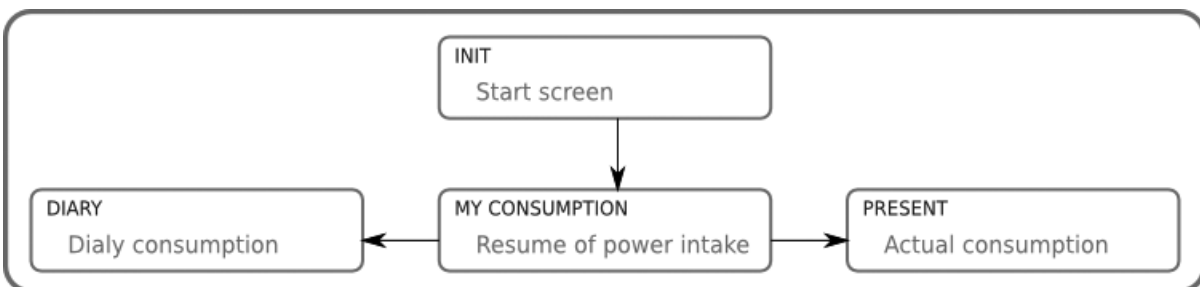 INIT
Start screen
DIARY
Dialy consumption
MY CONSUMPTION
Resume of power intake
PRESENT
Actual consumption